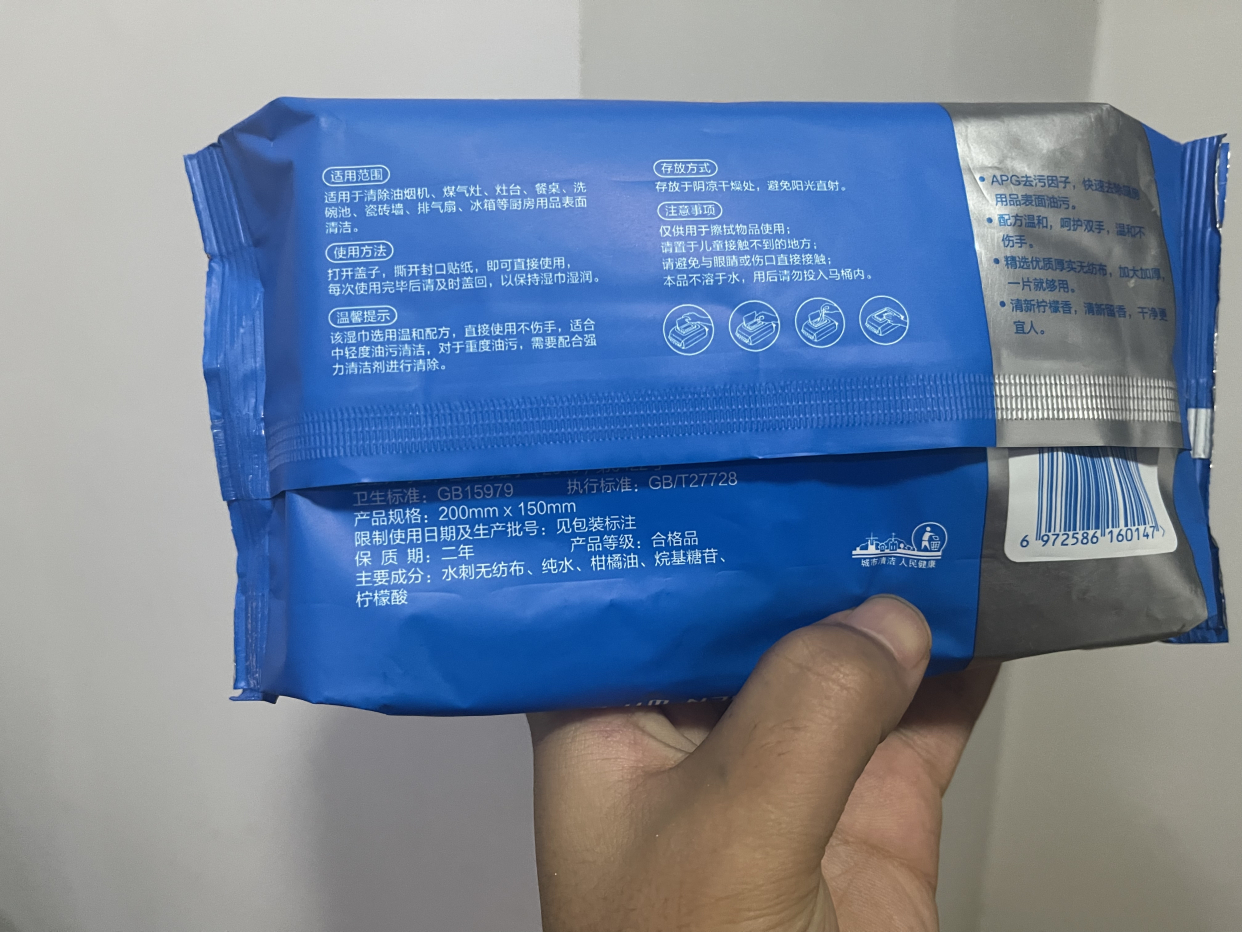 适用范围
适用于清除油烟机、煤气灶、灶台、餐桌、洗
碗池、瓷砖墙、排气扇、冰箱等厨房用品表面
清洁。
使用方法
打开盖子，撕开封口贴纸，即可直接使用，
每次使用完毕后请及时盖回，以保持湿巾湿润。
温馨提示
该湿巾选用温和配方，直接使用不伤手，适合
中轻度油污清洁，对于重度油污，需要配合强
力清洁剂进行清除。
存放方式
存放于阴凉干燥处，避免阳光直射。
注意事项
仅供用于擦拭物品使用；
请置于儿童接触不到的地方；
请避免与眼睛或伤口直接接触；
本品不溶于水，用后请勿投入马桶内。
• APG去污因子，快速去除厨房
用品表面油污。
• 配方温和，呵护双手，温和不
伤手。
• 精选优质厚实无纺布，加大加厚，
一片就够用。
• 清新柠檬香，清新馨香，干净更
宜人。
卫生标准：GB15979 执行标准：GB/T27728
产品规格：200mm x 150mm
限制使用日期及生产批号：见包装标注
保 质 期：二年 产品等级：合格品
主要成分：水刺无纺布、纯水、柑橘油、烷基糖苷、
柠檬酸
城市清洁 人民健康
6 972586 160147